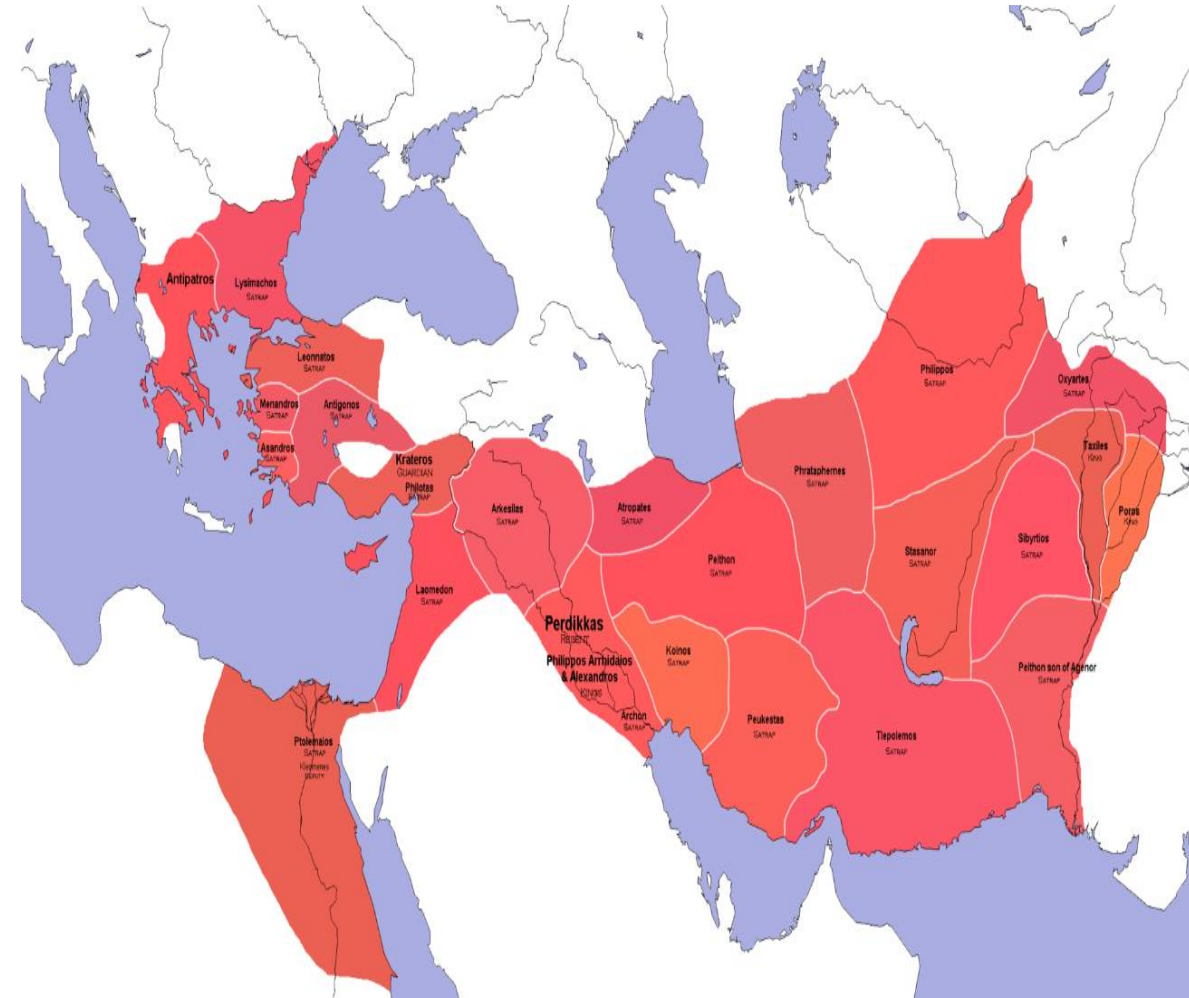 Antipatros
Lysimachos
SATRAP
Leonnatos
SATRAP
Menandros
SATRAP
Antigonos
SATRAP
Asandros
SATRAP
Krateros
GUARDIAN
Philotas
SATRAP
Arkesilas
SATRAP
Atropates
SATRAP
Laomedon
SATRAP
Perdikkas
REGENT
Philippos Arrhidaios
& Alexandros
KINGS
Archon
SATRAP
Ptolemaios
SATRAP
Kleomenes
DEPUTY
Koinos
SATRAP
Peukestas
SATRAP
Peithon
SATRAP
Phrataphernes
SATRAP
Philippos
SATRAP
Oxyartes
SATRAP
Taxiles
KING
Poros
KING
Stasanor
SATRAP
Sibyrtios
SATRAP
Tlepolemos
SATRAP
Peithon son of Agenor
SATRAP